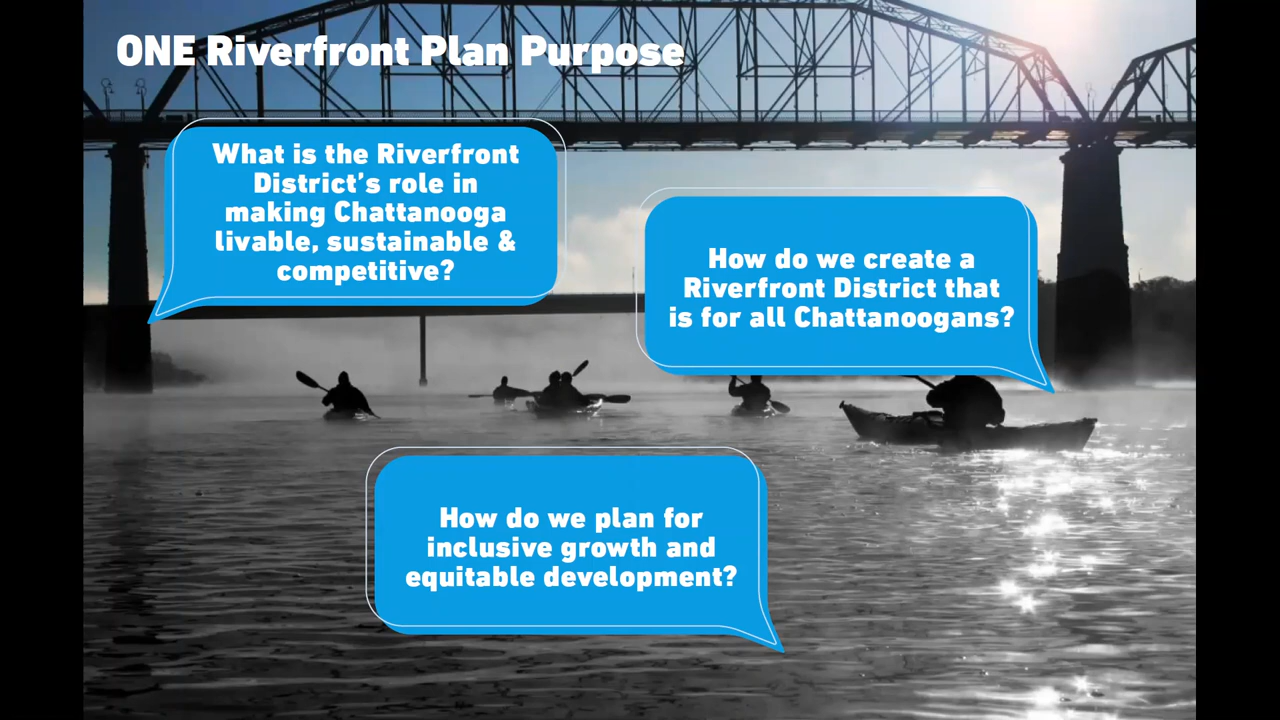 ONE Riverfront Plan Purpose
What is the Riverfront
District’s role in
making Chattanooga
livable, sustainable &
competitive?
How do we create a
Riverfront District that
is for all Chattanoogans?
How do we plan for
inclusive growth and
equitable development?